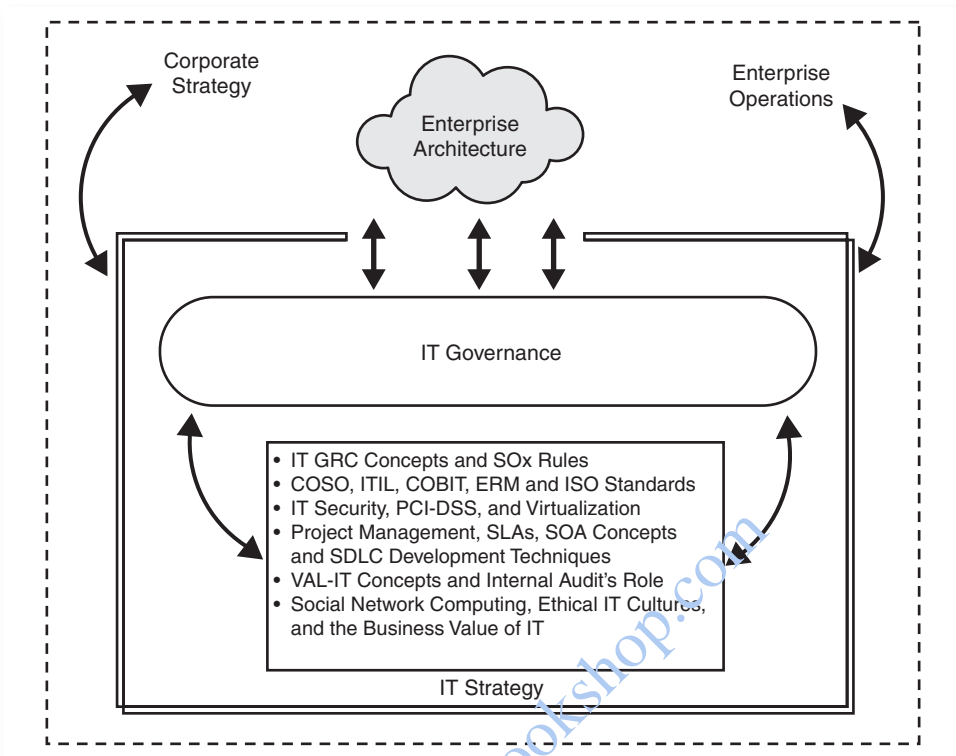 Corporate
Strategy
Enterprise
Operations
Enterprise
Architecture
IT Governance
• IT GRC Concepts and SOx Rules
• COSO, ITIL, COBIT, ERM and ISO Standards
• IT Security, PCI-DSS, and Virtualization
• Project Management, SLAs, SOA Concepts
and SDLC Development Techniques
• VAL-IT Concepts and Internal Audit's Role
• Social Network Computing, Ethical IT Cultures,
and the Business Value of IT
IT Strategy
ookshop.com